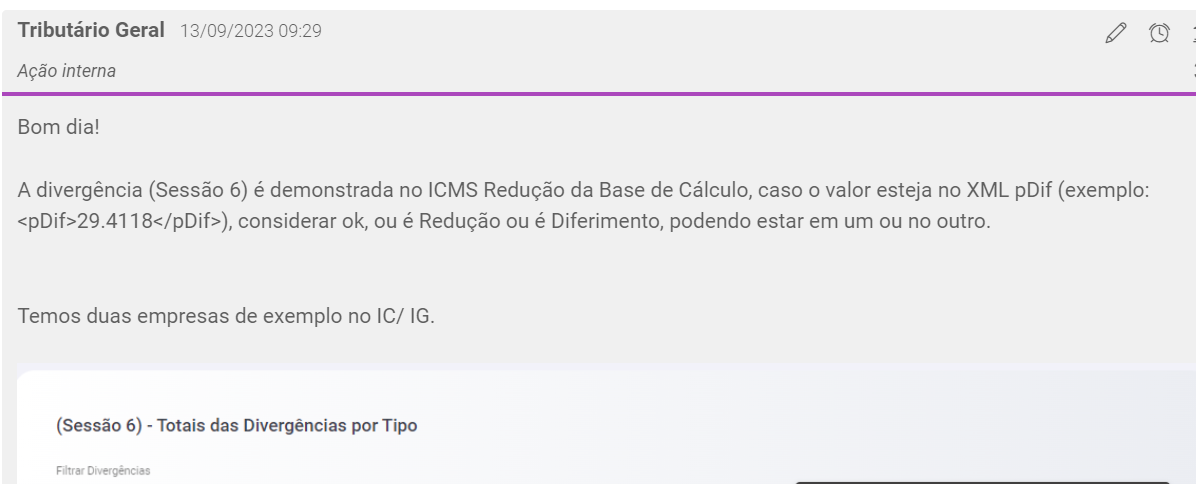 Tributário Geral 13/09/2023 09:29
Ação interna
Bom dia!
A divergência (Sessão 6) é demonstrada no ICMS Redução da Base de Cálculo, caso o valor esteja no XML pDif (exemplo:
<pDif>29.4118</pDif>), considerar ok, ou é Redução ou é Diferimento, podendo estar em um ou no outro.
Temos duas empresas de exemplo no IC/ IG.
(Sessão 6) - Totais das Divergências por Tipo
Filtrar Divergências